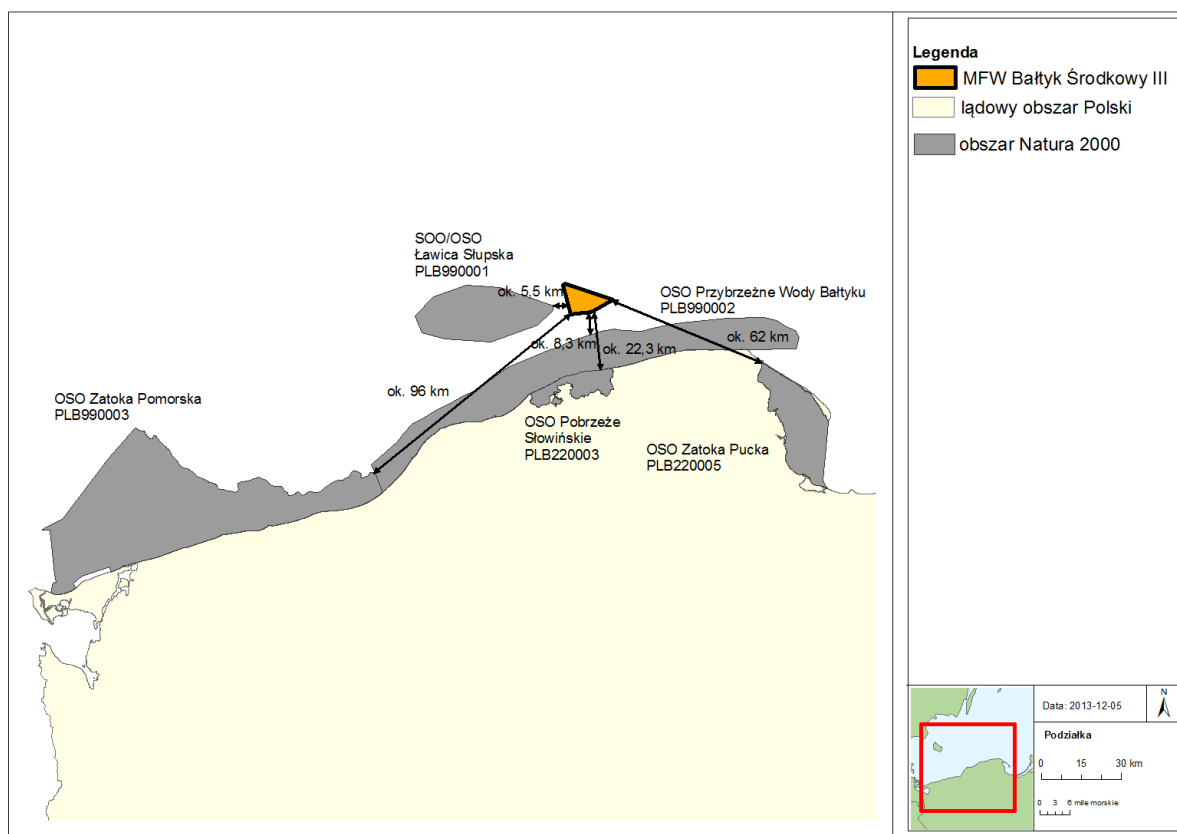 SOO/OSO
Ławica Słupska
PLB990001
ok. 5,5 km
OSO Przybrzeżne Wody Bałtyku
PLB990002
ok. 62 km
ok. 8,3 km
ok. 22,3 km
ok. 96 km
OSO Zatoka Pomorska
PLB990003
OSO Pobrzeże
Słowińskie
PLB220003
OSO Zatoka Pucka
PLB220005
Legenda
MFW Bałtyk Środkowy III
lądowy obszar Polski
obszar Natura 2000
Data: 2013-12-05
N
Podziałka
0 15 30 km
0 3 6 mile morskie